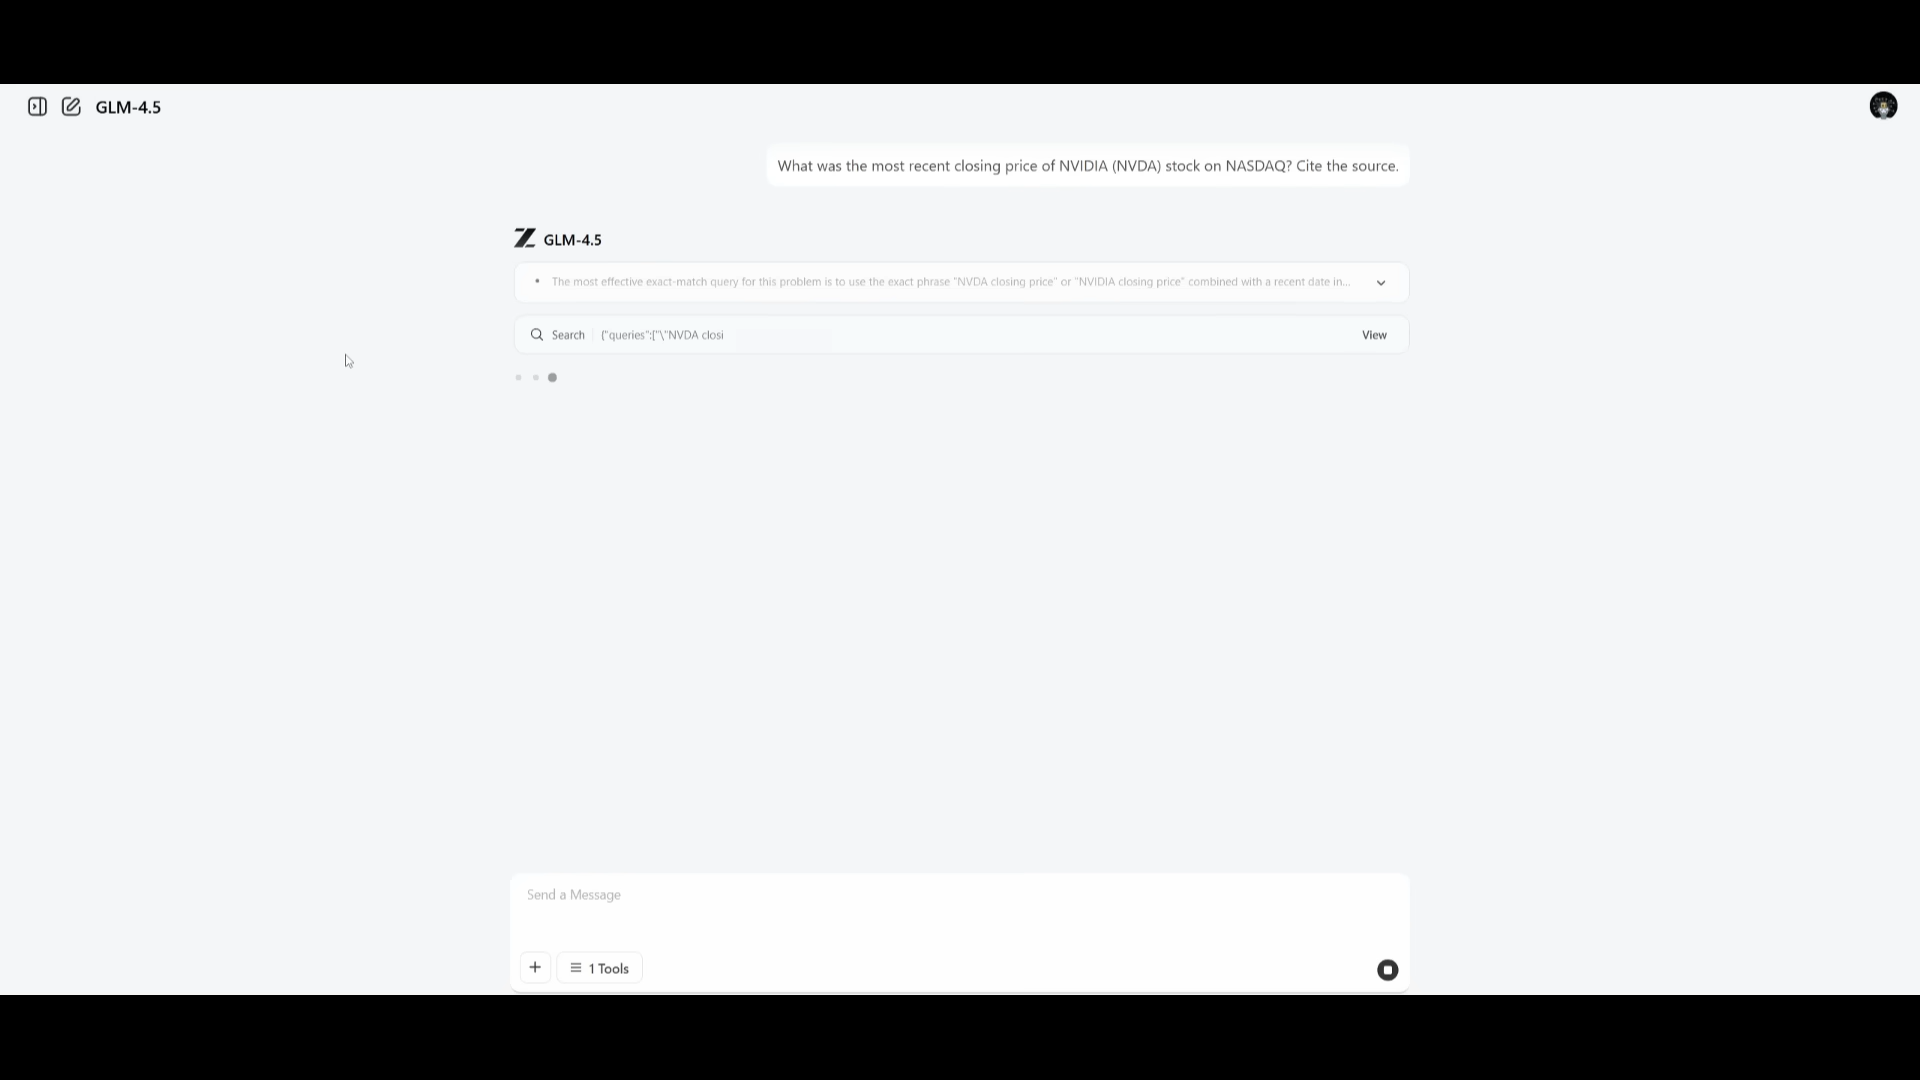 GLM-4.5
What was the most recent closing price of NVIDIA (NVDA) stock on NASDAQ? Cite the source.
GLM-4.5
• The most effective exact-match query for this problem is to use the exact phrase "NVDA closing price" or "NVIDIA closing price" combined with a recent date in...
Search {"queries":["\"NVDA closi View
Send a Message
1 Tools